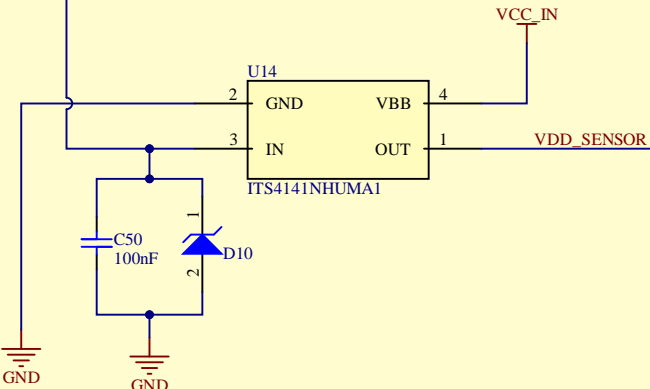 VCC_IN
U14
2
GND
VBB
4
3
IN
OUT
1
VDD_SENSOR
ITS4141NHUMA1
1
C50
100nF
D10
2
GND
GND